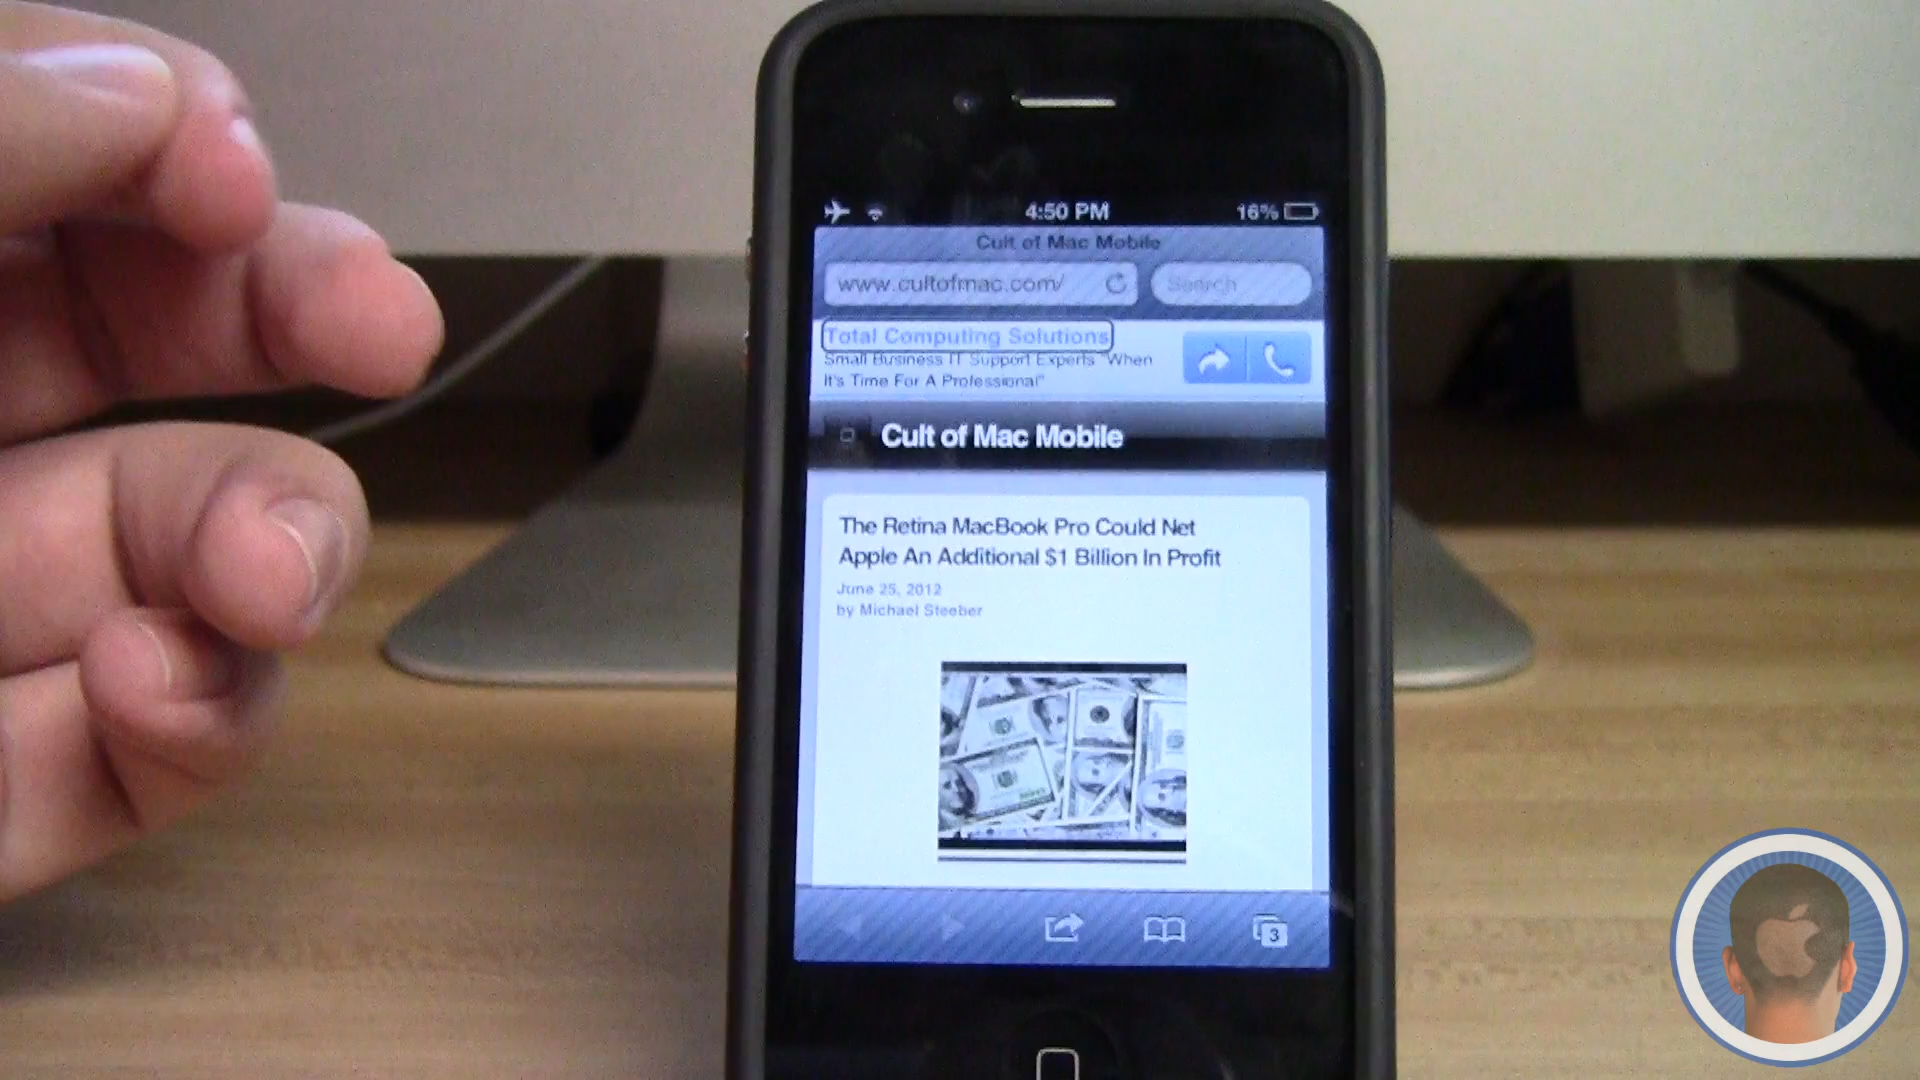 4:50 PM
16%
Cult of Mac Mobile
www.cultofmac.com/
Search
Total Computing Solutions
Small Business IT Support Experts "When
It's Time For A Professional"
Cult of Mac Mobile
The Retina MacBook Pro Could Net
Apple An Additional $1 Billion In Profit
June 25, 2012
by Michael Steeber
3